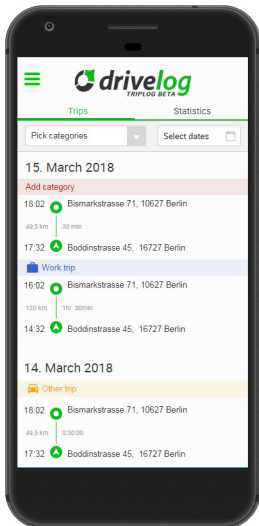 drivelog
TRIPLOG BETA
Trips Statistics
Pick categories Select dates
15. March 2018
Add category
18:02 Bismarkstrasse 71, 10627 Berlin
49,5 km 30 min
17:32 Boddinstrasse 45, 16727 Berlin
Work trip
16:02 Bismarkstrasse 71, 10627 Berlin
120 km 1hr 30min
14:32 Boddinstrasse 45, 16727 Berlin
14. March 2018
Other trip
18:02 Bismarkstrasse 71, 10627 Berlin
49,5 km 0:30:00
17:32 Boddinstrasse 45, 16727 Berlin